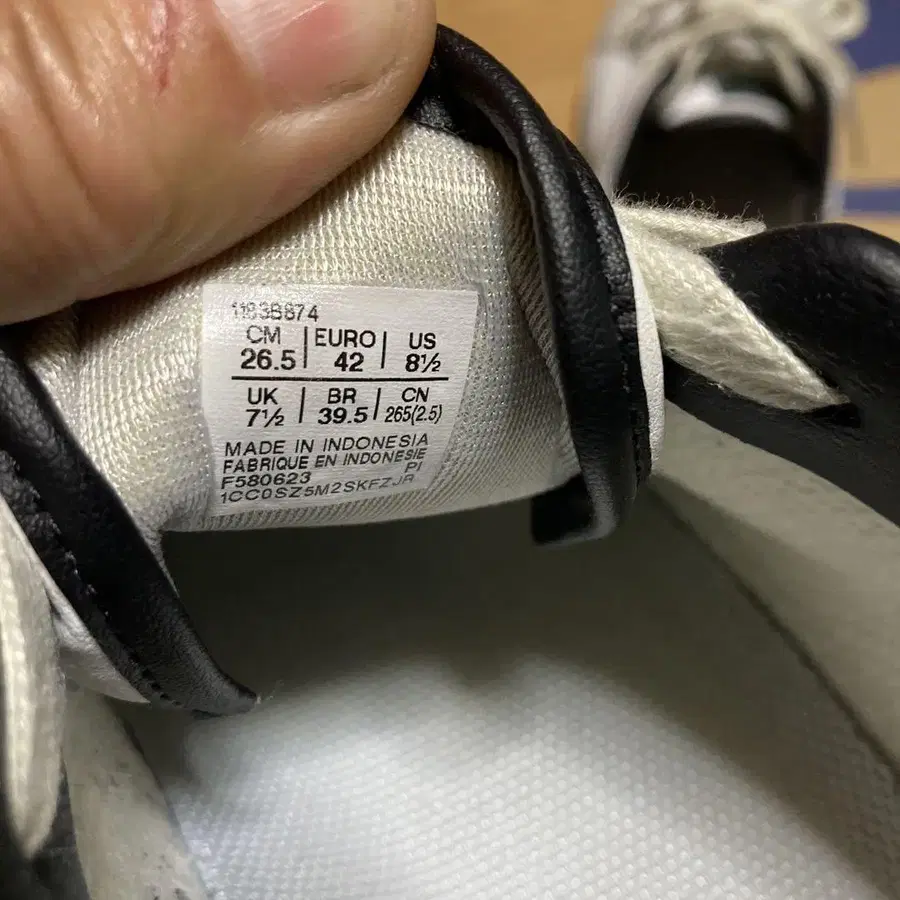 1183B874
CM EURO US
26.5 42 8½
UK BR CN
7½ 39.5 265(2.5)
MADE IN INDONESIA
FABRIQUE EN INDONESIE
F580623 PI
1CC0SZ5M2SKFZJR